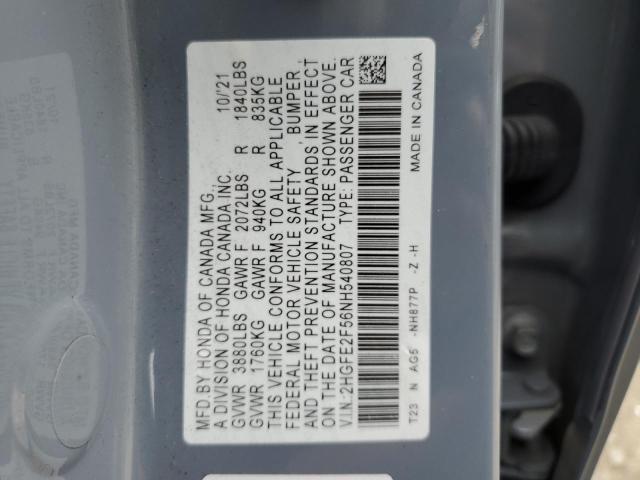 MFD.BY HONDA OF CANADA MFG., 10/'21
A DIVISION OF HONDA CANADA INC.
GVWR 3880LBS GAWR F 2072LBS R 1840LBS
GVWR 1760KG GAWR F 940KG R 835KG
THIS VEHICLE CONFORMS TO ALL APPLICABLE
FEDERAL MOTOR VEHICLE SAFETY , BUMPER ,
AND THEFT PREVENTION STANDARDS IN EFFECT
ON THE DATE OF MANUFACTURE SHOWN ABOVE.
V.I.N:2HGFE2F56NH540807 TYPE: PASSENGER CAR
T23 N AG5 -NH877P -Z -H MADE IN CANADA